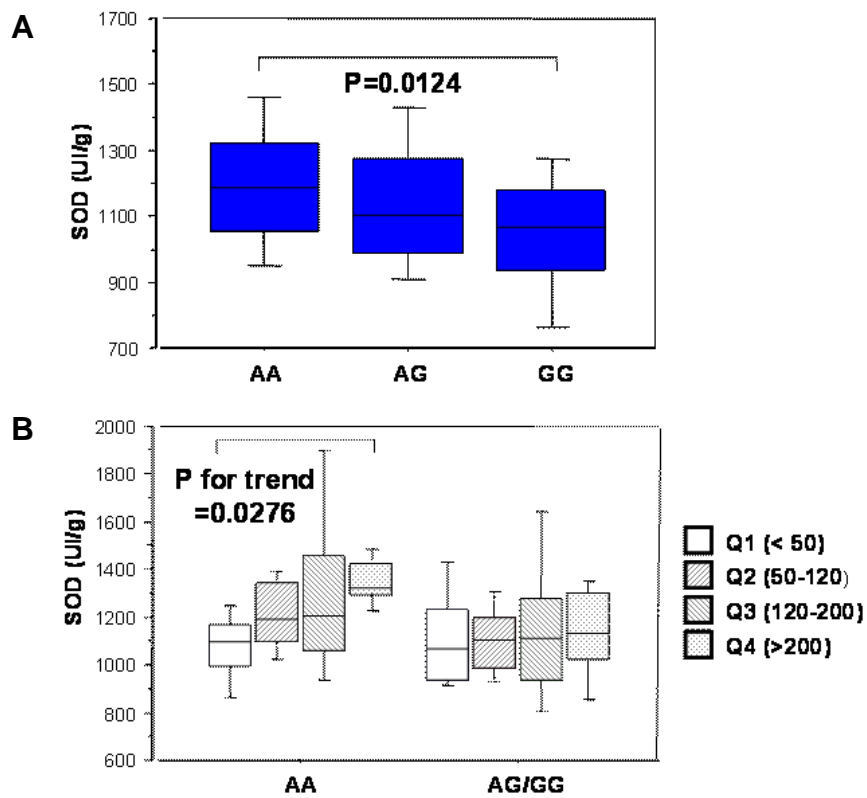 A
1700
1500
1300
1100
900
700
SOD (UI/g)
P=0.0124
AA AG GG
B
2000
1800
1600
1400
1200
1000
800
600
SOD (UI/g)
P for trend
=0.0276
AA AG/GG
Q1 (< 50)
Q2 (50-120)
Q3 (120-200)
Q4 (>200)